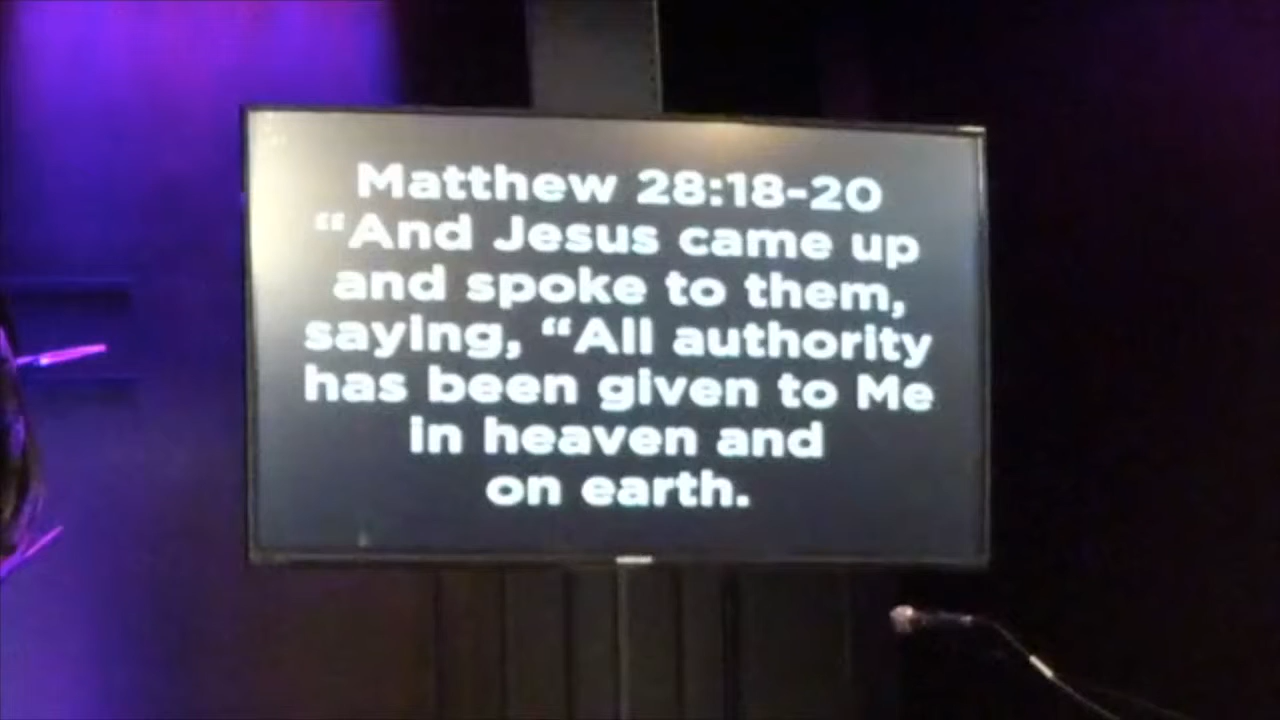 Matthew 28:18-20
“And Jesus came up
and spoke to them,
saying, “All authority
has been given to Me
in heaven and
on earth.